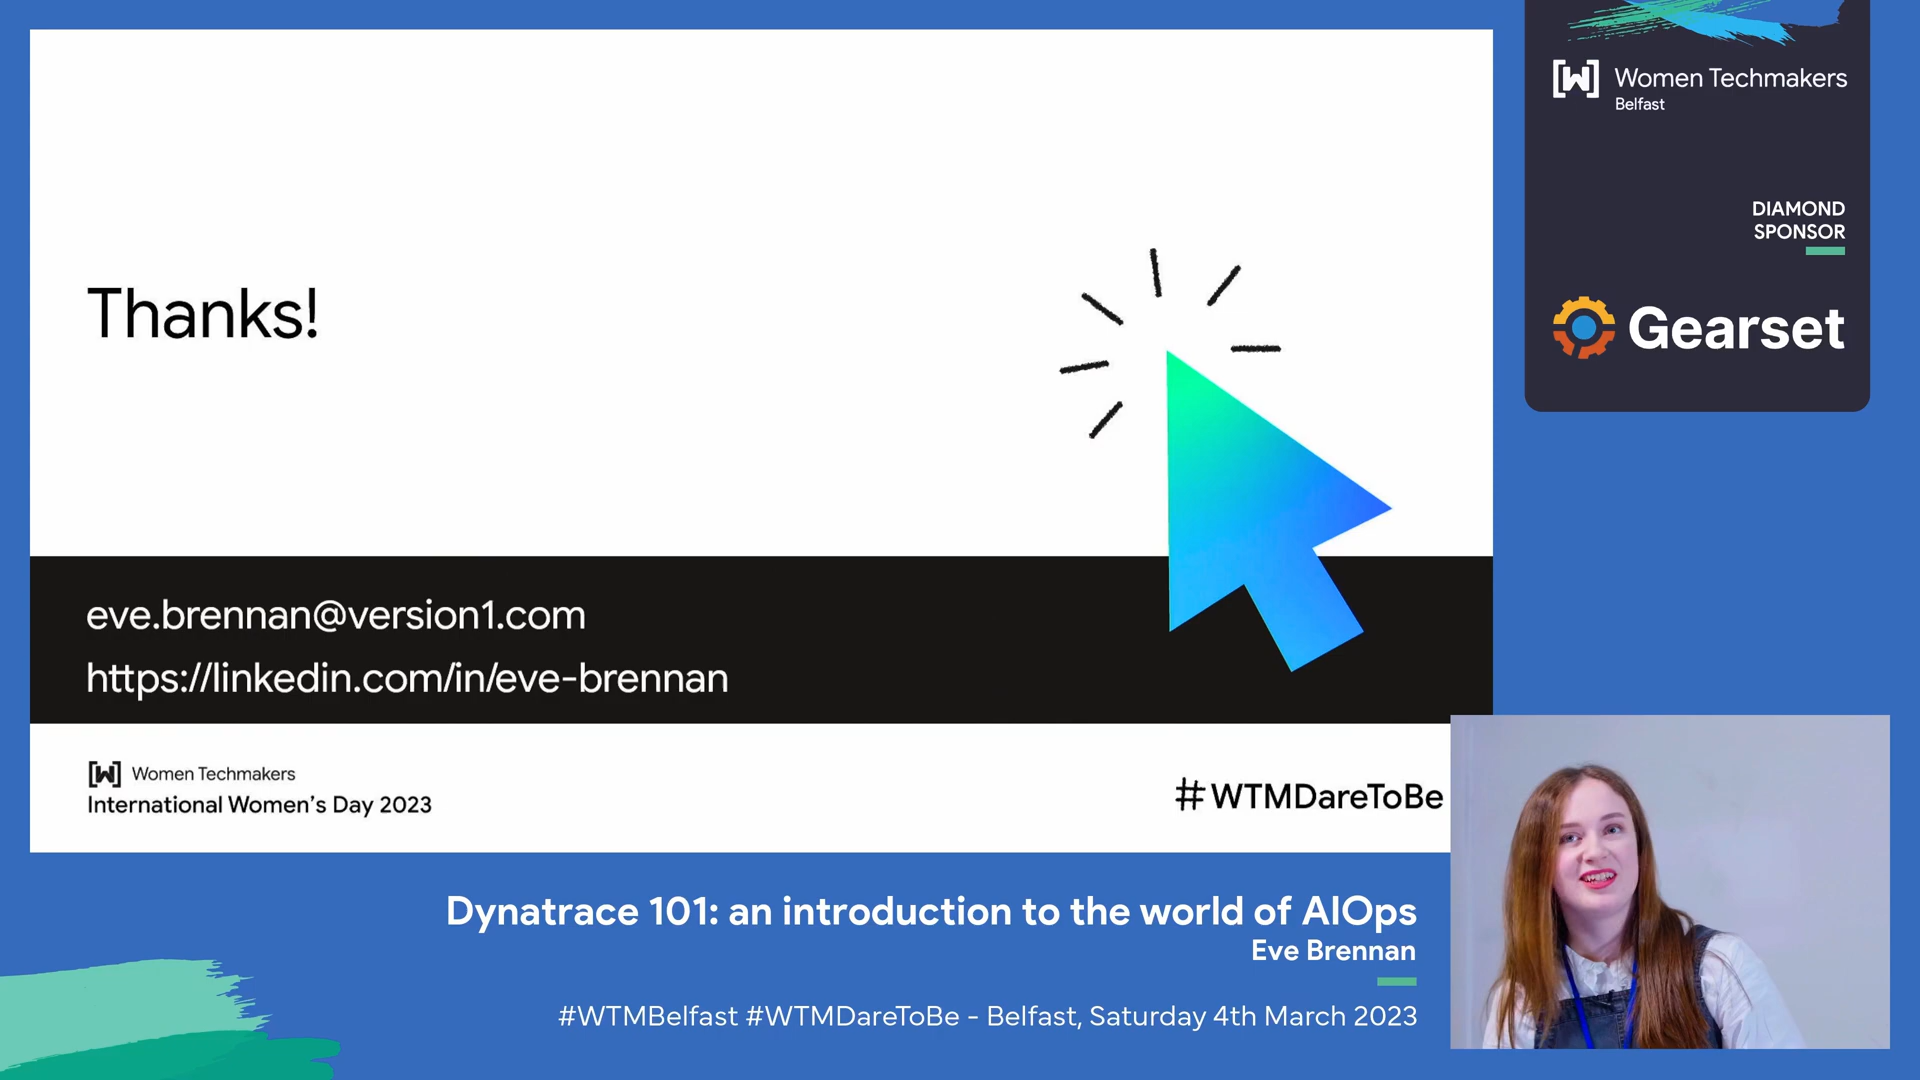 Thanks!
eve.brennan@version1.com
https://linkedin.com/in/eve-brennan
[W] Women Techmakers
International Women's Day 2023
#WTMDareToBe
[W] Women Techmakers
Belfast
DIAMOND
SPONSOR
Gearset
Dynatrace 101: an introduction to the world of AIOps
Eve Brennan
#WTMBelfast #WTMDareToBe - Belfast, Saturday 4th March 2023